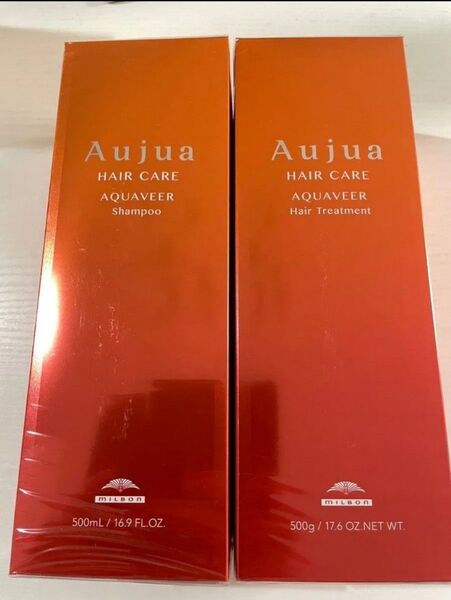 Aujua
HAIR CARE
AQUAVEER
Shampoo
MILBON
500mL / 16.9 FL.OZ.
Aujua
HAIR CARE
AQUAVEER
Hair Treatment
MILBON
500g / 17.6 OZ.NET WT.